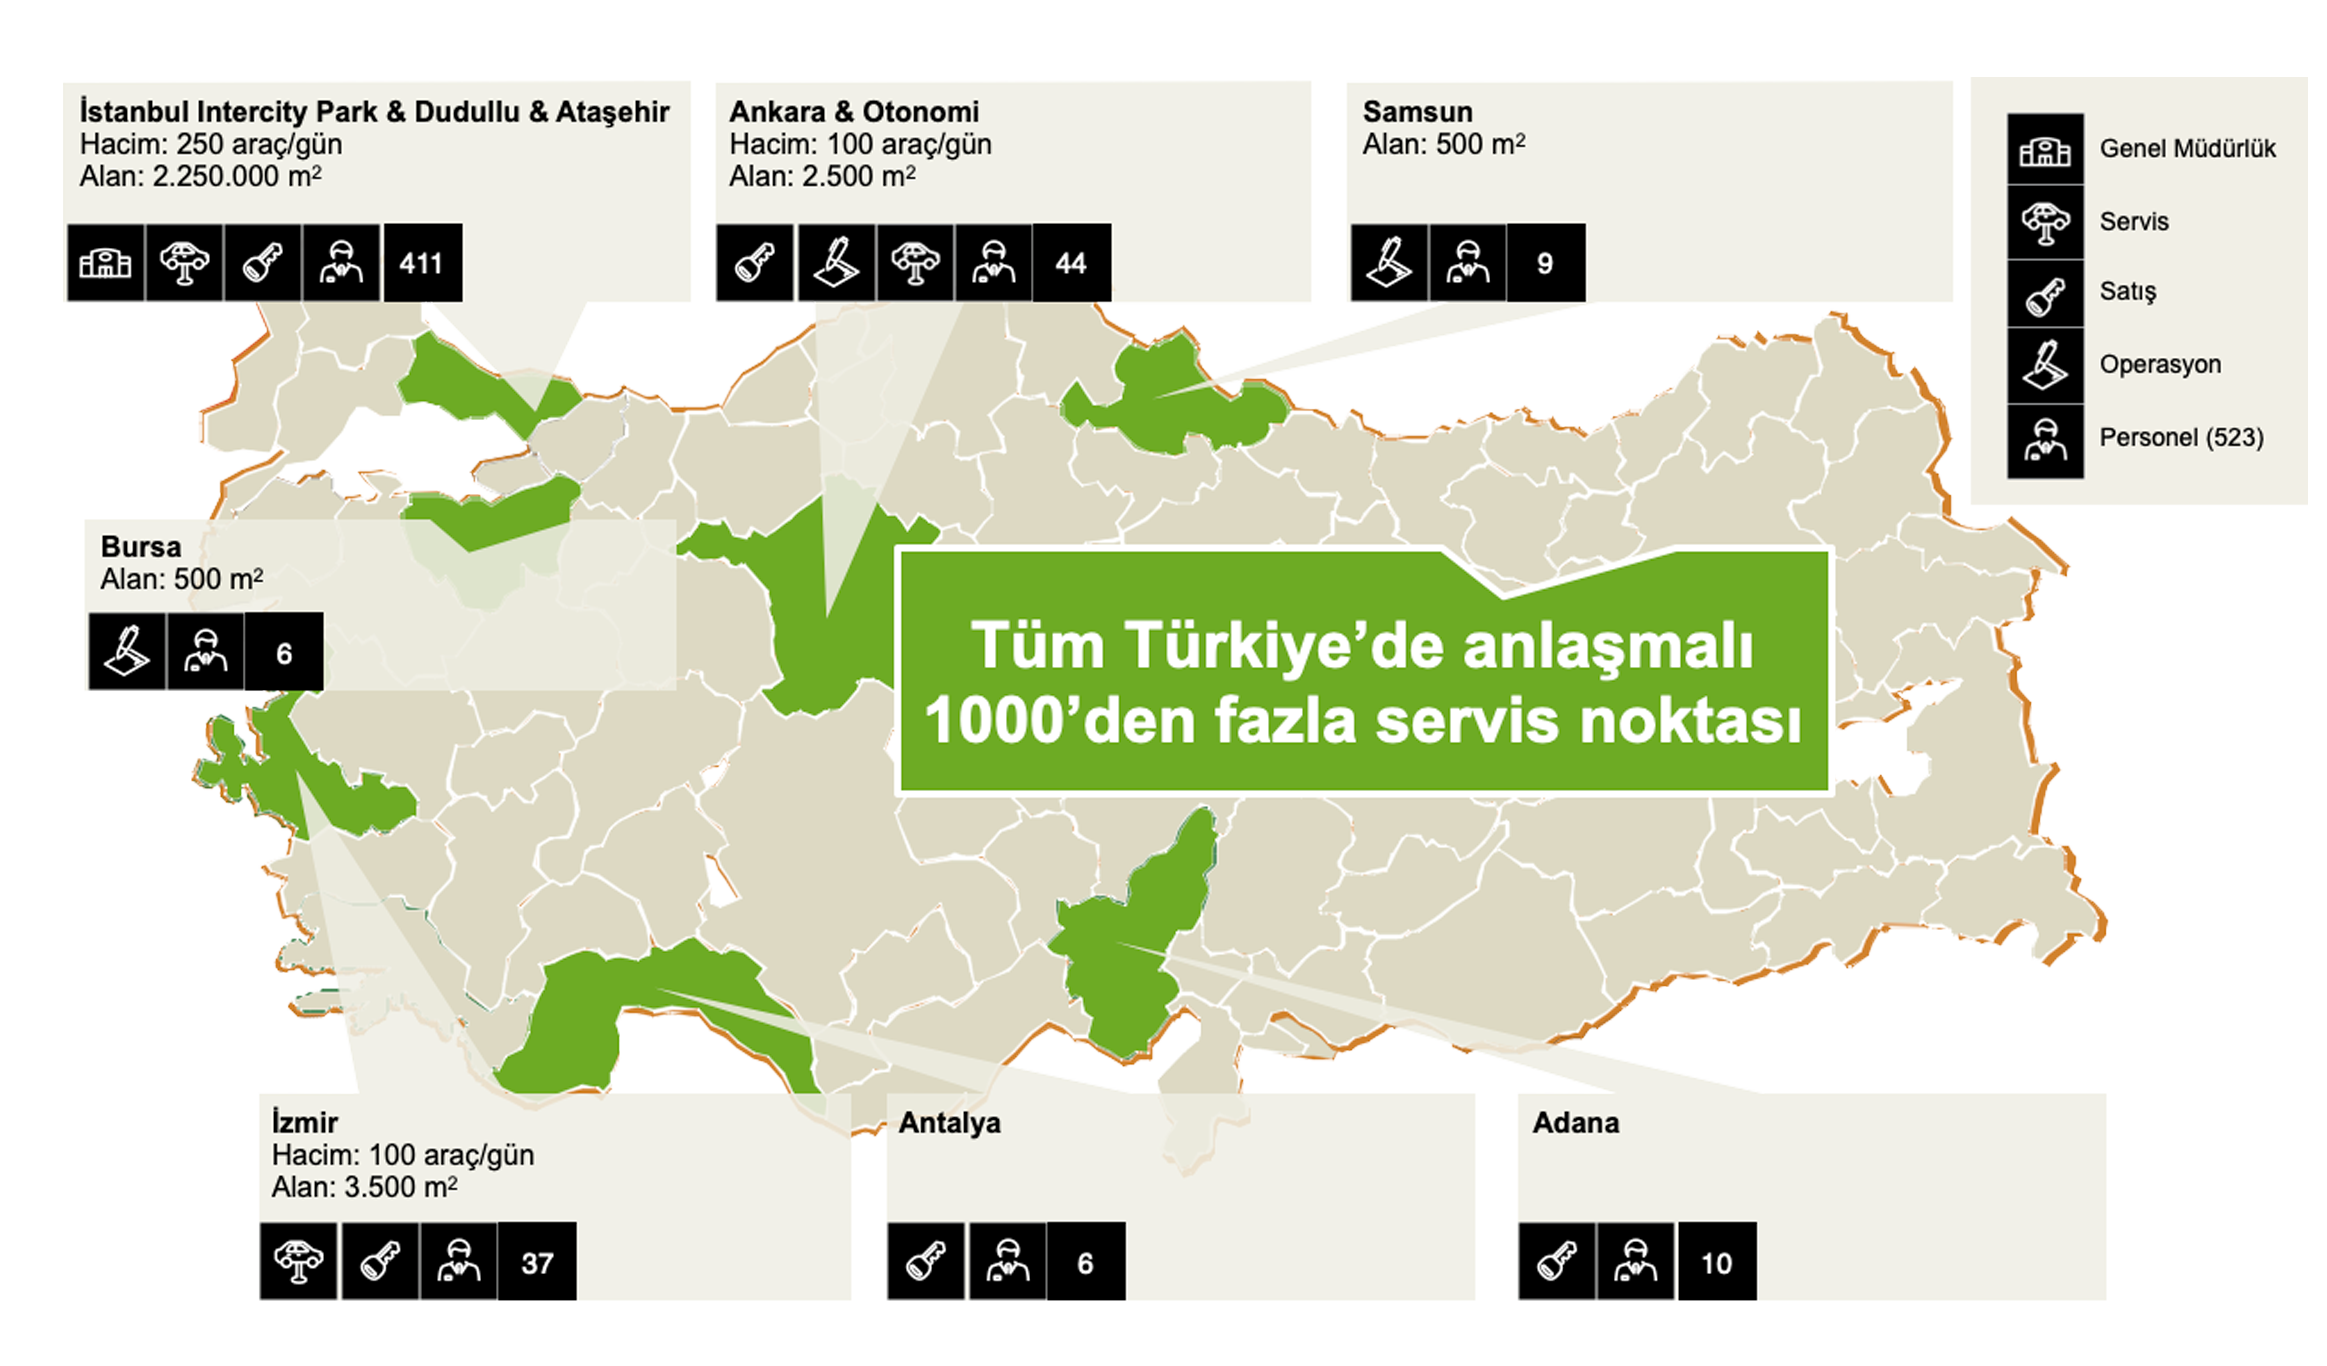 İstanbul Intercity Park & Dudullu & Ataşehir
Hacim: 250 araç/gün
Alan: 2.250.000 m²
411
Ankara & Otonomi
Hacim: 100 araç/gün
Alan: 2.500 m²
44
Samsun
Alan: 500 m²
9
Genel Müdürlük
Servis
Satış
Operasyon
Personel (523)
Bursa
Alan: 500 m²
6
Tüm Türkiye’de anlaşmalı
1000’den fazla servis noktası
İzmir
Hacim: 100 araç/gün
Alan: 3.500 m²
37
Antalya
6
Adana
10